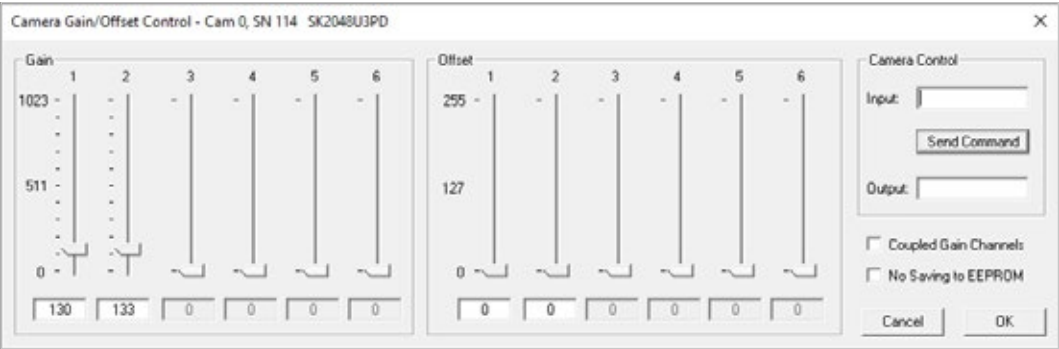 Camera Gain/Offset Control - Cam 0, SN 114 SK2048U3PD
Gain
1 2 3 4 5 6
1023
511
0
130 133 0 0 0 0
Offset
1 2 3 4 5 6
255
127
0
0 0 0 0 0 0
Camera Control
Input:
Send Command
Output:
Coupled Gain Channels
No Saving to EEPROM
Cancel OK